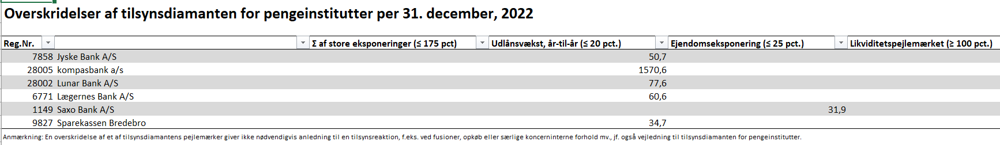 Overskridelser af tilsynsdiamanten for pengeinstitutter per 31. december, 2022
Reg.Nr. Σ af store eksponeringer (≤ 175 pct) Udlånsvækst, år-til-år (≤ 20 pct.) Ejendomseksponering (≤ 25 pct.) Likviditetspejlemærket (≥ 100 pct.)
7858 Jyske Bank A/S 50,7
28005 kompasbank a/s 1570,6
28002 Lunar Bank A/S 77,6
6771 Lægernes Bank A/S 60,6
1149 Saxo Bank A/S 31,9
9827 Sparekassen Bredebro 34,7
Anmærkning: En overskridelse af et af tilsynsdiamantens pejlemærker giver ikke nødvendigvis anledning til en tilsynsreaktion, f.eks. ved fusioner, opkøb eller særlige koncerninterne forhold mv., jf. også vejledning til tilsynsdiamanten for pengeinstitutter.